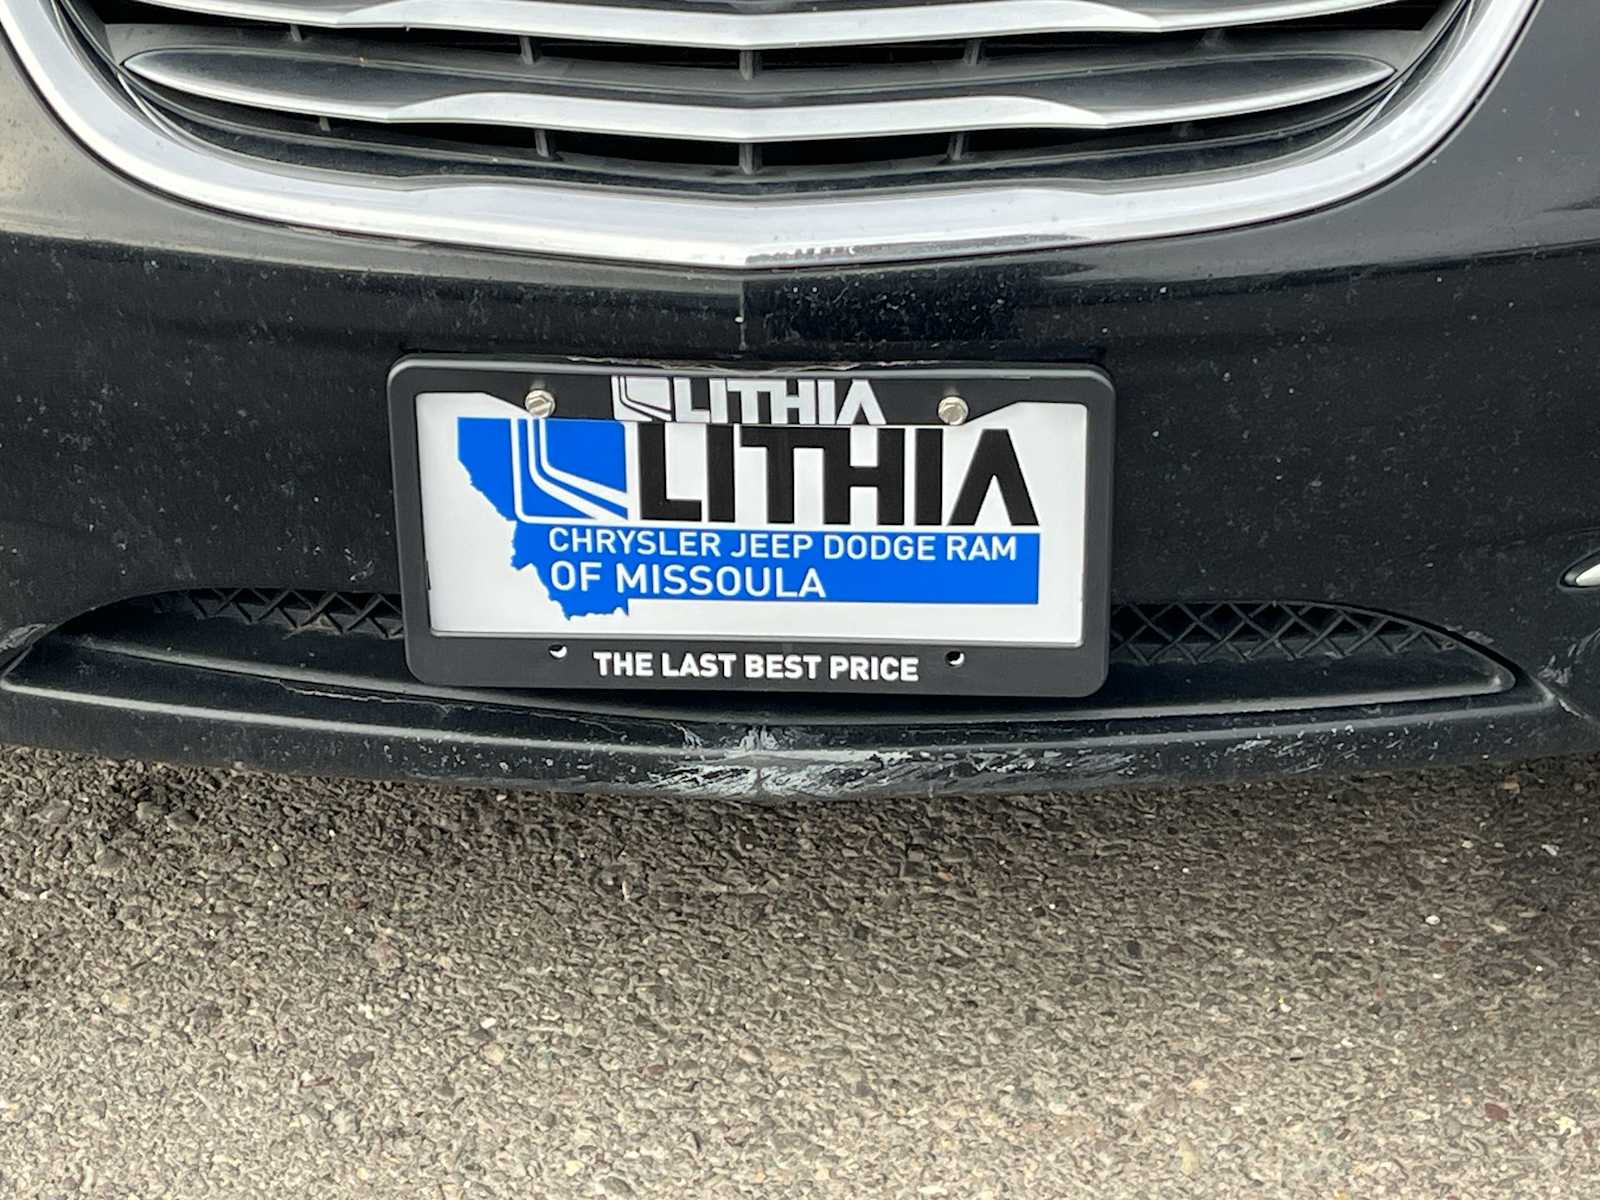 LITHIA
LITHIA
CHRYSLER JEEP DODGE RAM
OF MISSOULA
THE LAST BEST PRICE